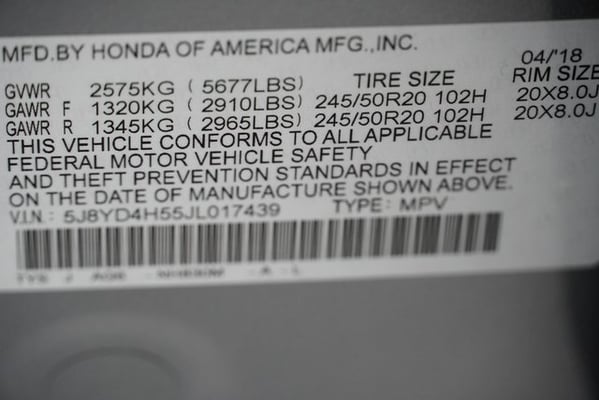 MFD.BY HONDA OF AMERICA MFG.,INC.
04/'18
GVWR 2575KG ( 5677LBS) TIRE SIZE RIM SIZE
GAWR F 1320KG ( 2910LBS) 245/50R20 102H 20X8.0J
GAWR R 1345KG ( 2965LBS) 245/50R20 102H 20X8.0J
THIS VEHICLE CONFORMS TO ALL APPLICABLE
FEDERAL MOTOR VEHICLE SAFETY
AND THEFT PREVENTION STANDARDS IN EFFECT
ON THE DATE OF MANUFACTURE SHOWN ABOVE.
V.I.N.: 5J8YD4H55JL017439 TYPE: MPV